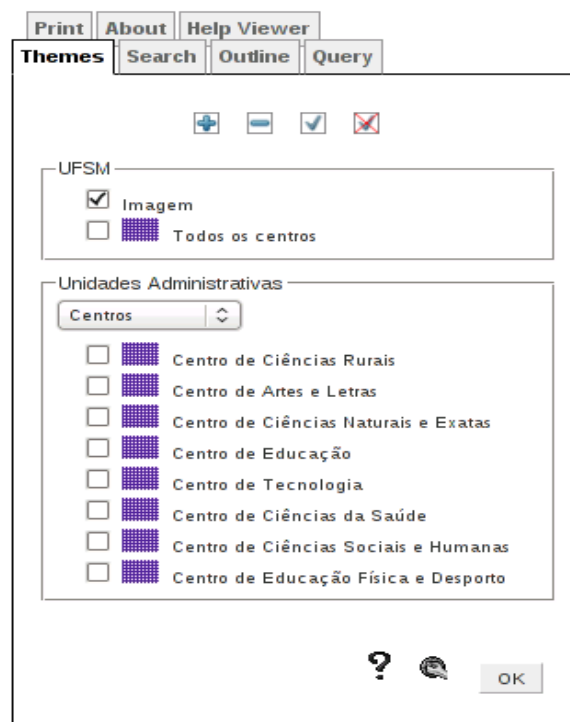 Print About Help Viewer
Themes Search Outline Query
UFSM
Imagem
Todos os centros
Unidades Administrativas
Centros
Centro de Ciências Rurais
Centro de Artes e Letras
Centro de Ciências Naturais e Exatas
Centro de Educação
Centro de Tecnologia
Centro de Ciências da Saúde
Centro de Ciências Sociais e Humanas
Centro de Educação Física e Desporto
? OK